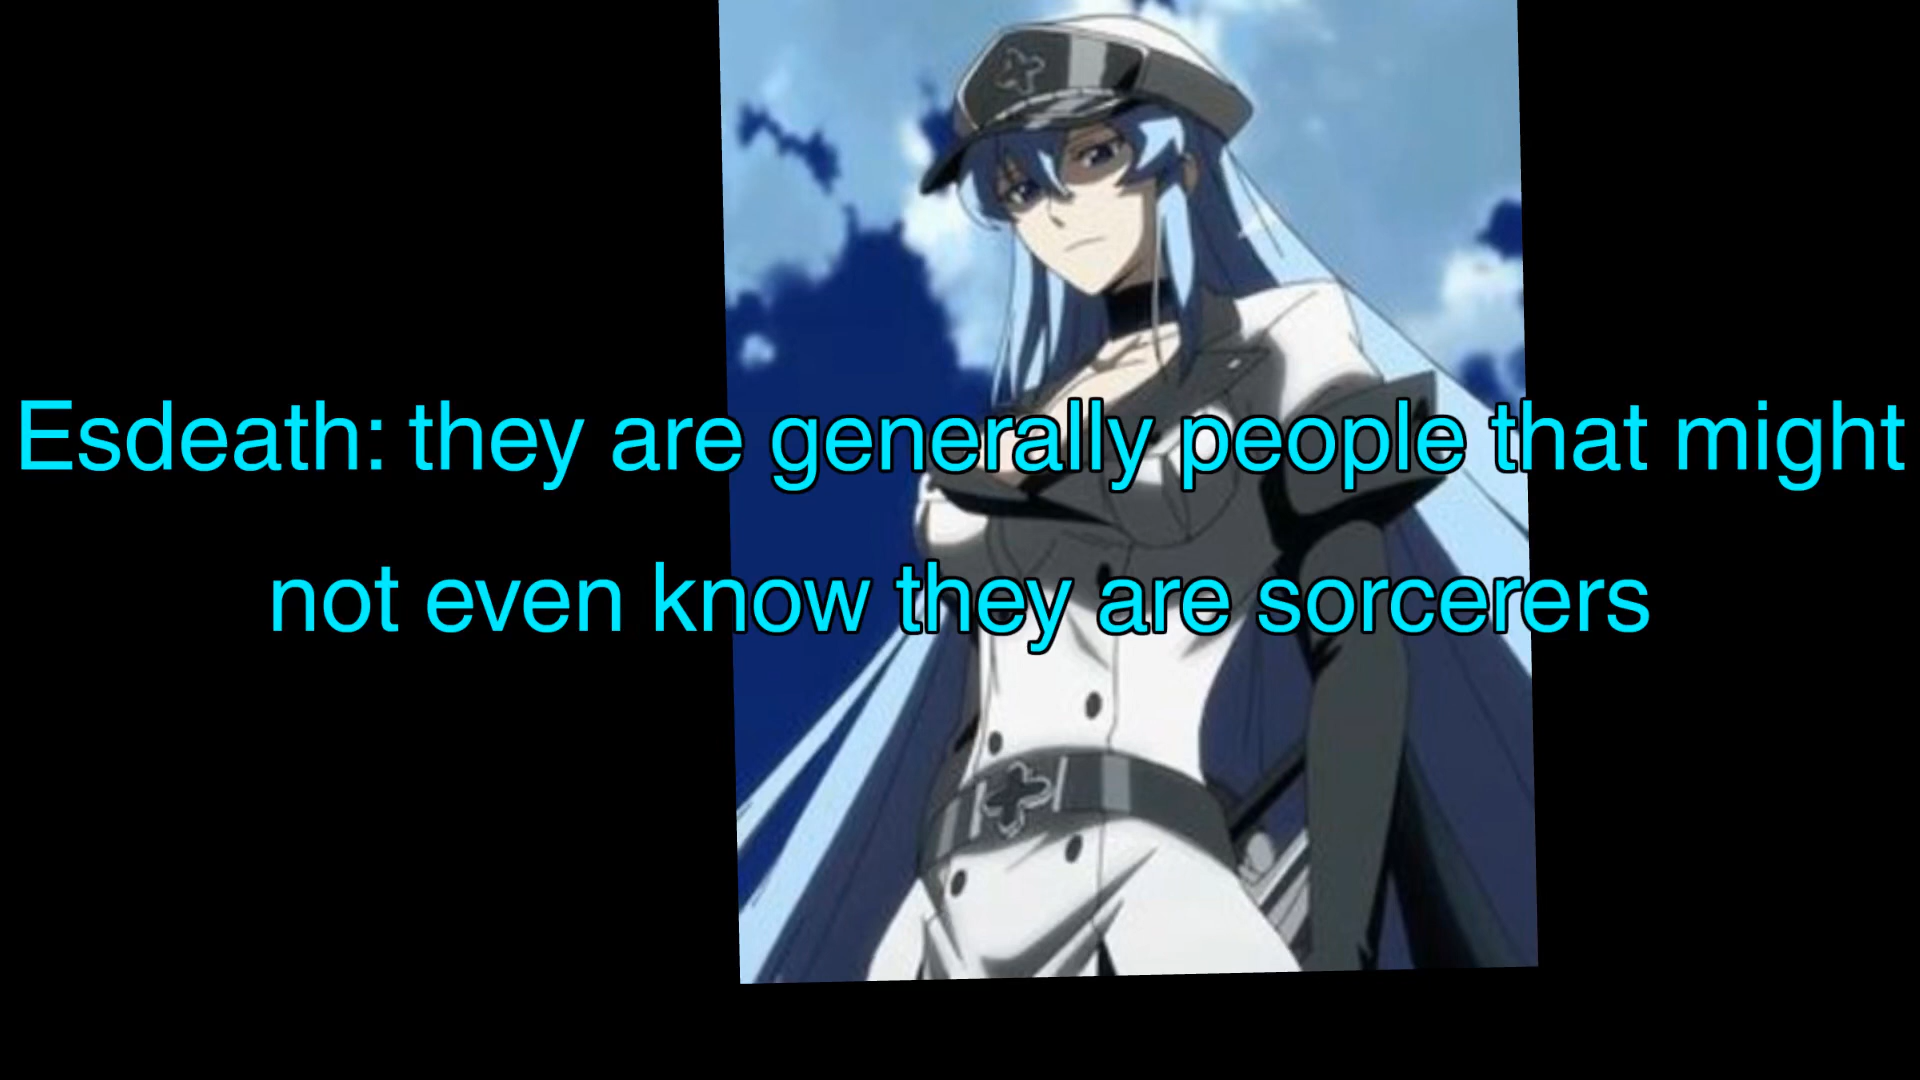 Esdeath: they are generally people that might
not even know they are sorcerers